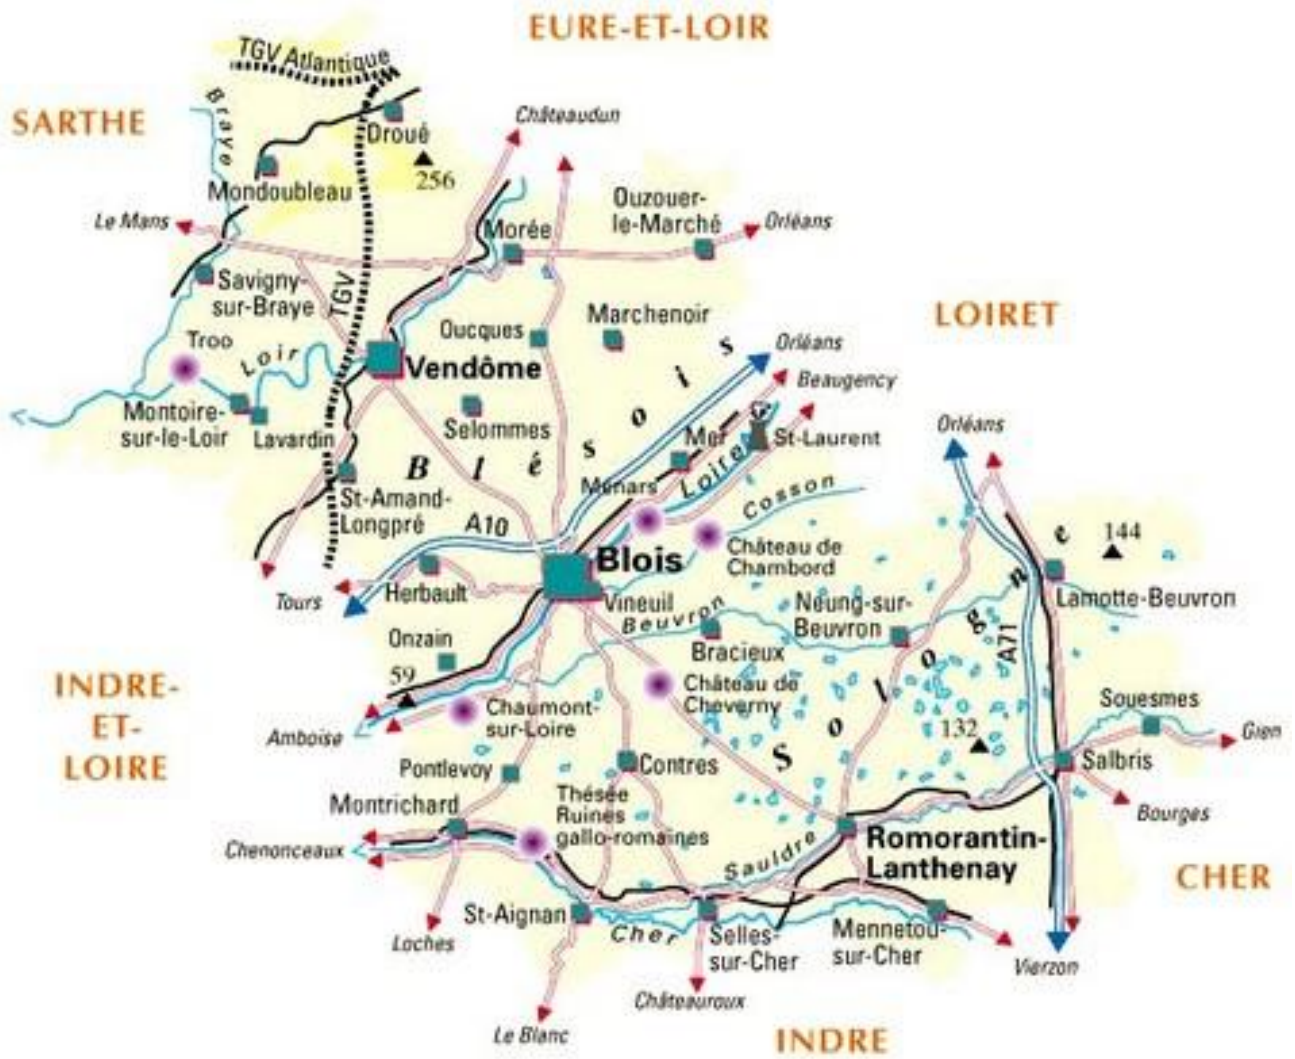 EURE-ET-LOIR
TGV Atlantique
Braye
SARTHE
Châteaudun
Droué
256
Mondoubleau
Ouzouer-
le-Marché
Le Mans
Morée
Orléans
Savigny-
sur-Braye
TGV
LOIRET
Troo
Loir
Oucques
Marchenoir
Orléans
Vendôme
Beaugency
Montoire-
sur-le-Loir
Lavardin
Selommes
Mer
St-Laurent
Orléans
Blésois
Menars
Loire
Cosson
St-Amand-
Longpré
A10
144
Blois
Château de
Chambord
Tours
Herbault
Vineuil
Beuvron
Neung-sur-
Beuvron
Lamotte-Beuvron
Sologne
A71
Onzain
Bracieux
59
INDRE-
ET-
LOIRE
Château de
Cheverny
Chaumont-
sur-Loire
Souesmes
Amboise
132
Gien
Pontlevoy
Contres
Salbris
Montrichard
Thésée
Ruines
gallo-romaines
Bourges
Chenonceaux
Sauldre
Romorantin-
Lanthenay
CHER
St-Aignan
Loches
Cher
Selles-
sur-Cher
Mennetou-
sur-Cher
Vierzon
Châteauroux
Le Blanc
INDRE